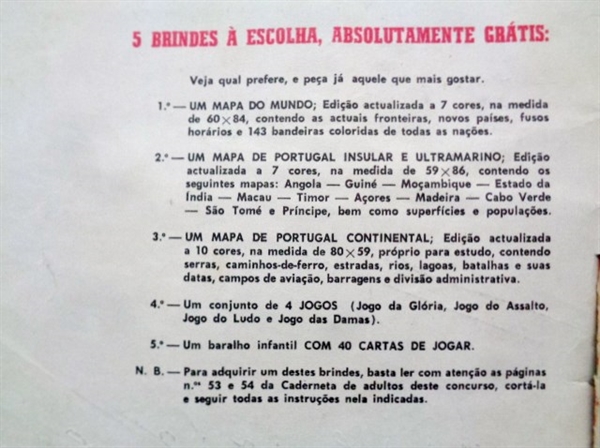 5 BRINDES À ESCOLHA, ABSOLUTAMENTE GRÁTIS:
Veja qual prefere, e peça já aquele que mais gostar.
1.º — UM MAPA DO MUNDO; Edição actualizada a 7 cores, na medida
de 60×84, contendo as actuais fronteiras, novos países, fusos
horários e 143 bandeiras coloridas de todas as nações.
2.º — UM MAPA DE PORTUGAL INSULAR E ULTRAMARINO; Edição
actualizada a 7 cores, na medida de 59×86, contendo os
seguintes mapas: Angola — Guiné — Moçambique — Estado da
Índia — Macau — Timor — Açores — Madeira — Cabo Verde
— São Tomé e Príncipe, bem como superfícies e populações.
3.º — UM MAPA DE PORTUGAL CONTINENTAL; Edição actualizada
a 10 cores, na medida de 80×59, próprio para estudo, contendo
serras, caminhos-de-ferro, estradas, rios, lagoas, batalhas e suas
datas, campos de aviação, barragens e divisão administrativa.
4.º — Um conjunto de 4 JOGOS (Jogo da Glória, Jogo do Assalto,
Jogo do Ludo e Jogo das Damas).
5.º — Um baralho infantil COM 40 CARTAS DE JOGAR.
N. B. — Para adquirir um destes brindes, basta ler com atenção as páginas
n.ºs 53 e 54 da Caderneta de adultos deste concurso, cortá-la
e seguir todas as instruções nela indicadas.